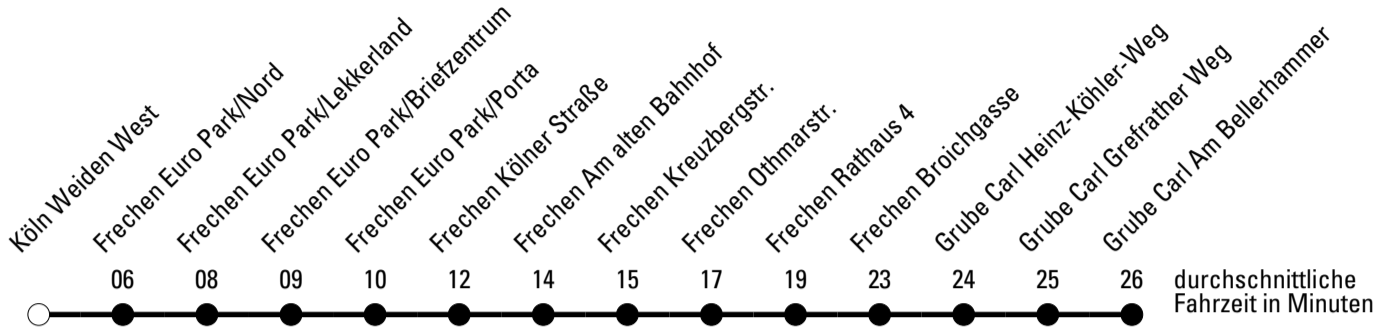 Köln Weiden West
Frechen Euro Park/Nord
Frechen Euro Park/Lekkerland
Frechen Euro Park/Briefzentrum
Frechen Euro Park/Porta
Frechen Kölner Straße
Frechen Am alten Bahnhof
Frechen Kreuzbergstr.
Frechen Othmarstr.
Frechen Rathaus 4
Frechen Broichgasse
Grube Carl Heinz-Köhler-Weg
Grube Carl Grefrather Weg
Grube Carl Am Bellerhammer
06 08 09 10 12 14 15 17 19 23 24 25 26
durchschnittliche
Fahrzeit in Minuten